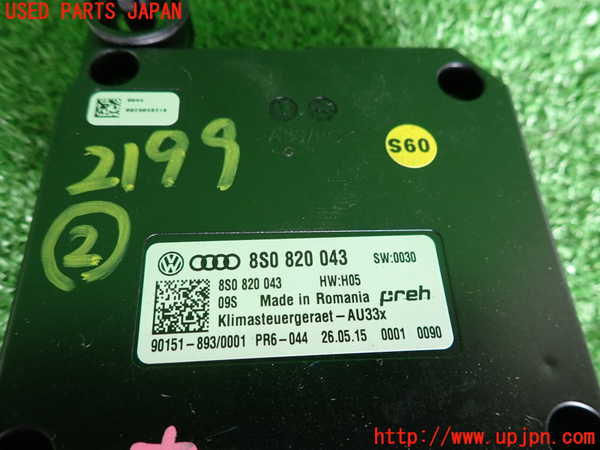 USED PARTS JAPAN
S60
2199
②
8S0 820 043 SW:0030
8S0 820 043 HW:H05
09S Made in Romania preh
Klimasteuergeraet-AU33x
90151-893/0001 PR6-044 26.05.15 0001 0090
http://www.upjpn.com